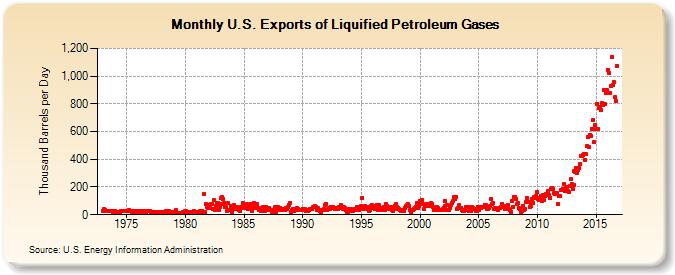 Monthly U.S. Exports of Liquified Petroleum Gases
Thousand Barrels per Day
1,200
1,000
800
600
400
200
0
1975 1980 1985 1990 1995 2000 2005 2010 2015
Source: U.S. Energy Information Administration